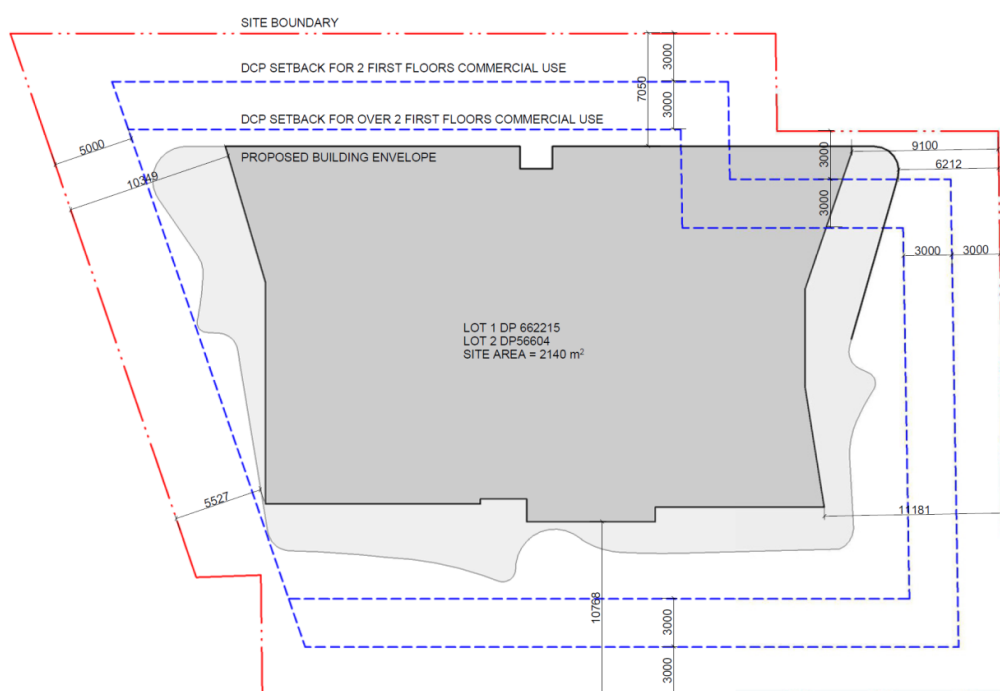 SITE BOUNDARY
3000
DCP SETBACK FOR 2 FIRST FLOORS COMMERCIAL USE
7050
3000
DCP SETBACK FOR OVER 2 FIRST FLOORS COMMERCIAL USE
5000
PROPOSED BUILDING ENVELOPE
3000
9100
6212
10349
3000
3000
3000
LOT 1 DP 662215
LOT 2 DP56604
SITE AREA = 2140 m²
5527
11181
10768
3000
3000